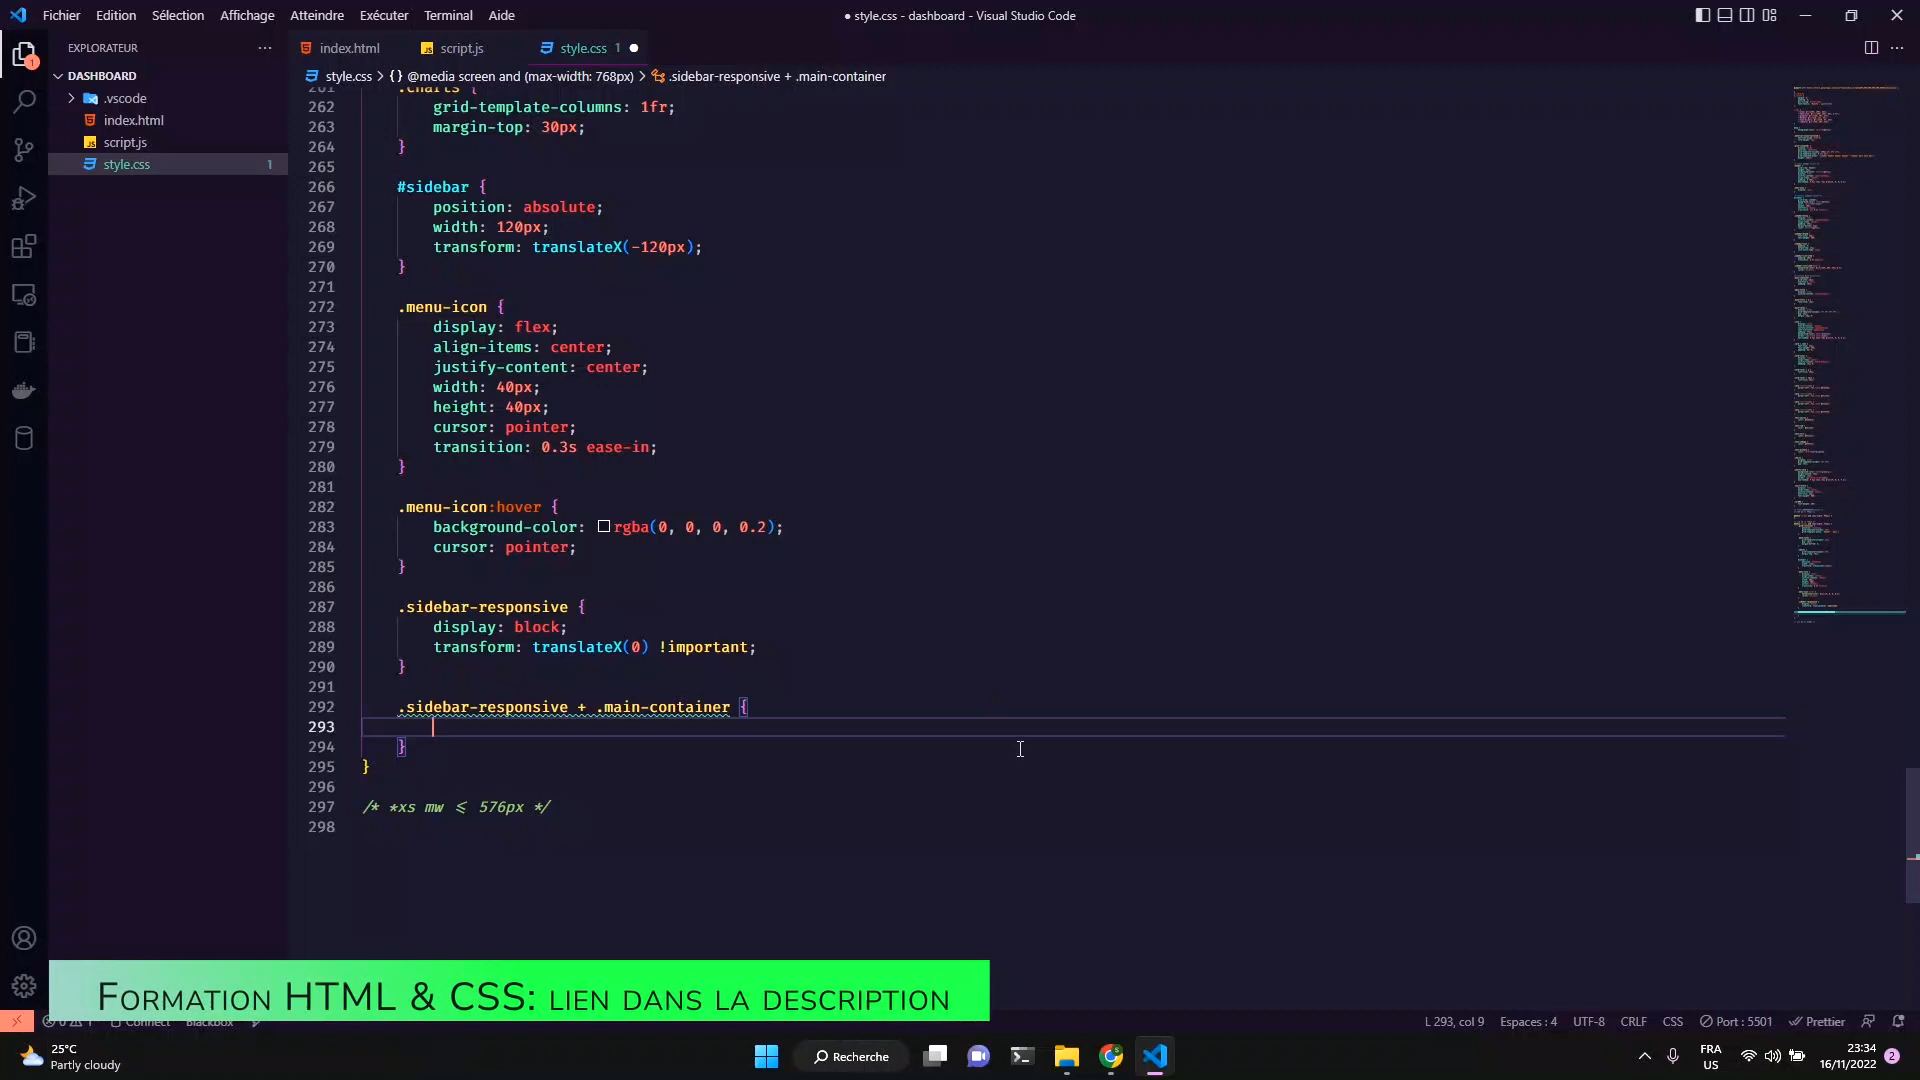 Fichier Edition Sélection Affichage Atteindre Exécuter Terminal Aide
● style.css - dashboard - Visual Studio Code
EXPLORATEUR
DASHBOARD
.vscode
index.html
script.js
style.css 1
1
index.html script.js style.css 1
style.css > {} @media screen and (max-width: 768px) > .sidebar-responsive + .main-container
261 .charts {
262 grid-template-columns: 1fr;
263 margin-top: 30px;
264 }
265
266 #sidebar {
267 position: absolute;
268 width: 120px;
269 transform: translateX(-120px);
270 }
271
272 .menu-icon {
273 display: flex;
274 align-items: center;
275 justify-content: center;
276 width: 40px;
277 height: 40px;
278 cursor: pointer;
279 transition: 0.3s ease-in;
280 }
281
282 .menu-icon:hover {
283 background-color: rgba(0, 0, 0, 0.2);
284 cursor: pointer;
285 }
286
287 .sidebar-responsive {
288 display: block;
289 transform: translateX(0) !important;
290 }
291
292 .sidebar-responsive + .main-container {
293
294 }
295 }
296
297 /* *xs mw <= 576px */
298
FORMATION HTML & CSS: LIEN DANS LA DESCRIPTION
Connect Blackbox
L 293, col 9 Espaces : 4 UTF-8 CRLF CSS Port : 5501 Prettier
25°C
Partly cloudy
Recherche
FRA
US
23:34
16/11/2022
2